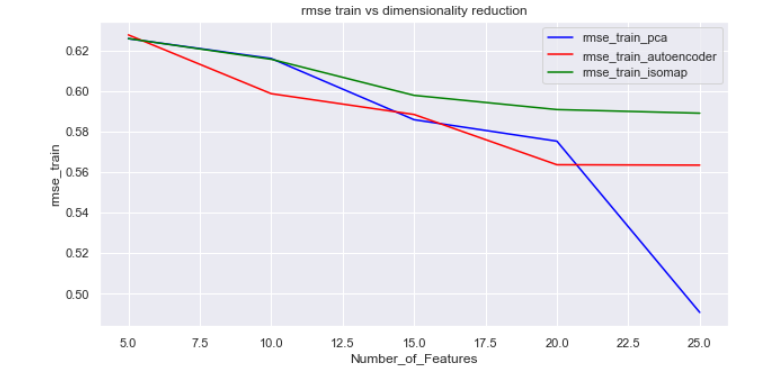 rmse train vs dimensionality reduction
rmse_train_pca
rmse_train_autoencoder
rmse_train_isomap
0.62
0.60
0.58
0.56
0.54
0.52
0.50
rmse_train
5.0 7.5 10.0 12.5 15.0 17.5 20.0 22.5 25.0
Number_of_Features